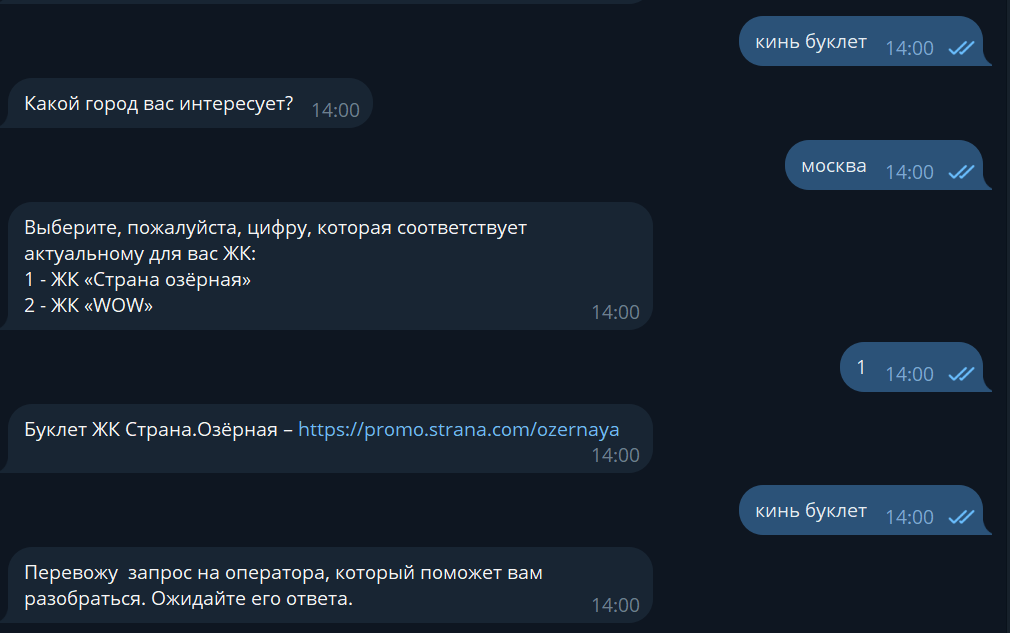 кинь буклет 14:00
Какой город вас интересует? 14:00
москва 14:00
Выберите, пожалуйста, цифру, которая соответствует
актуальному для вас ЖК:
1 - ЖК «Страна озёрная»
2 - ЖК «WOW»
14:00
1 14:00
Буклет ЖК Страна.Озёрная – https://promo.strana.com/ozernaya
14:00
кинь буклет 14:00
Перевожу  запрос на оператора, который поможет вам
разобраться. Ожидайте его ответа.
14:00